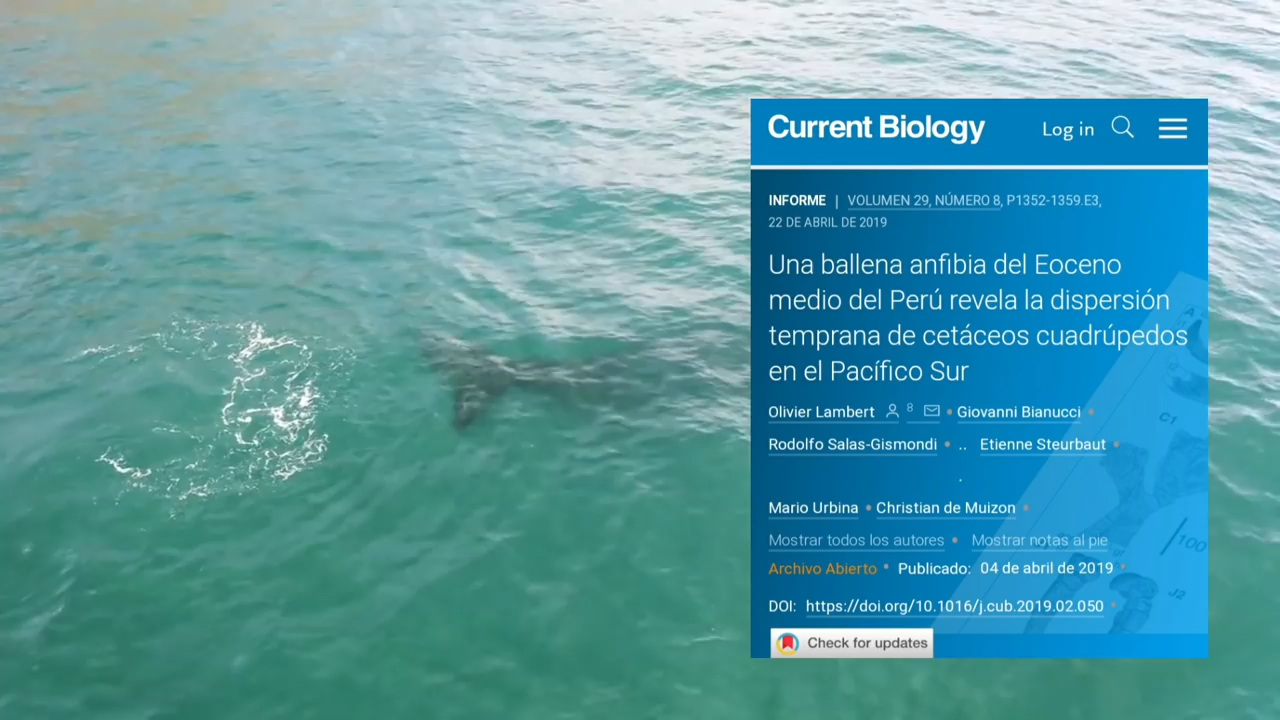 Current Biology
Log in
INFORME | VOLUMEN 29, NÚMERO 8, P1352-1359.E3,
22 DE ABRIL DE 2019
Una ballena anfibia del Eoceno
medio del Perú revela la dispersión
temprana de cetáceos cuadrúpedos
en el Pacífico Sur
Olivier Lambert 8 • Giovanni Bianucci •
Rodolfo Salas-Gismondi • .. Etienne Steurbaut •
.
Mario Urbina • Christian de Muizon •
Mostrar todos los autores • Mostrar notas al pie
Archivo Abierto • Publicado: 04 de abril de 2019 •
DOI: https://doi.org/10.1016/j.cub.2019.02.050 •
Check for updates
A
C1
/100
J2